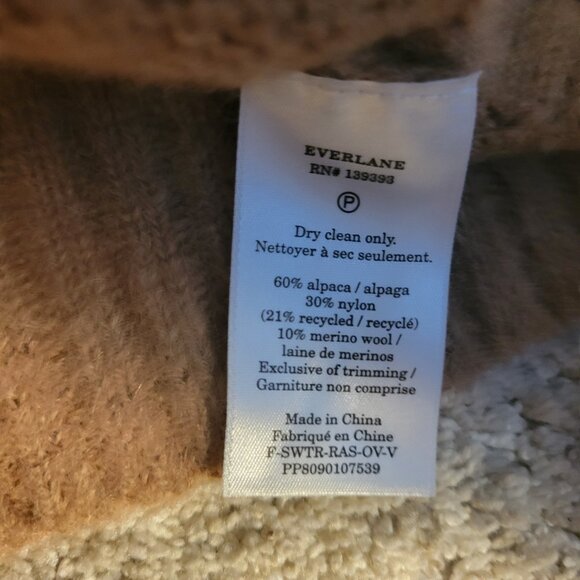 EVERLANE
RN# 139393
P
Dry clean only.
Nettoyer à sec seulement.
60% alpaca / alpaga
30% nylon
(21% recycled / recyclé)
10% merino wool /
laine de merinos
Exclusive of trimming /
Garniture non comprise
Made in China
Fabriqué en Chine
F-SWTR-RAS-OV-V
PP8090107539